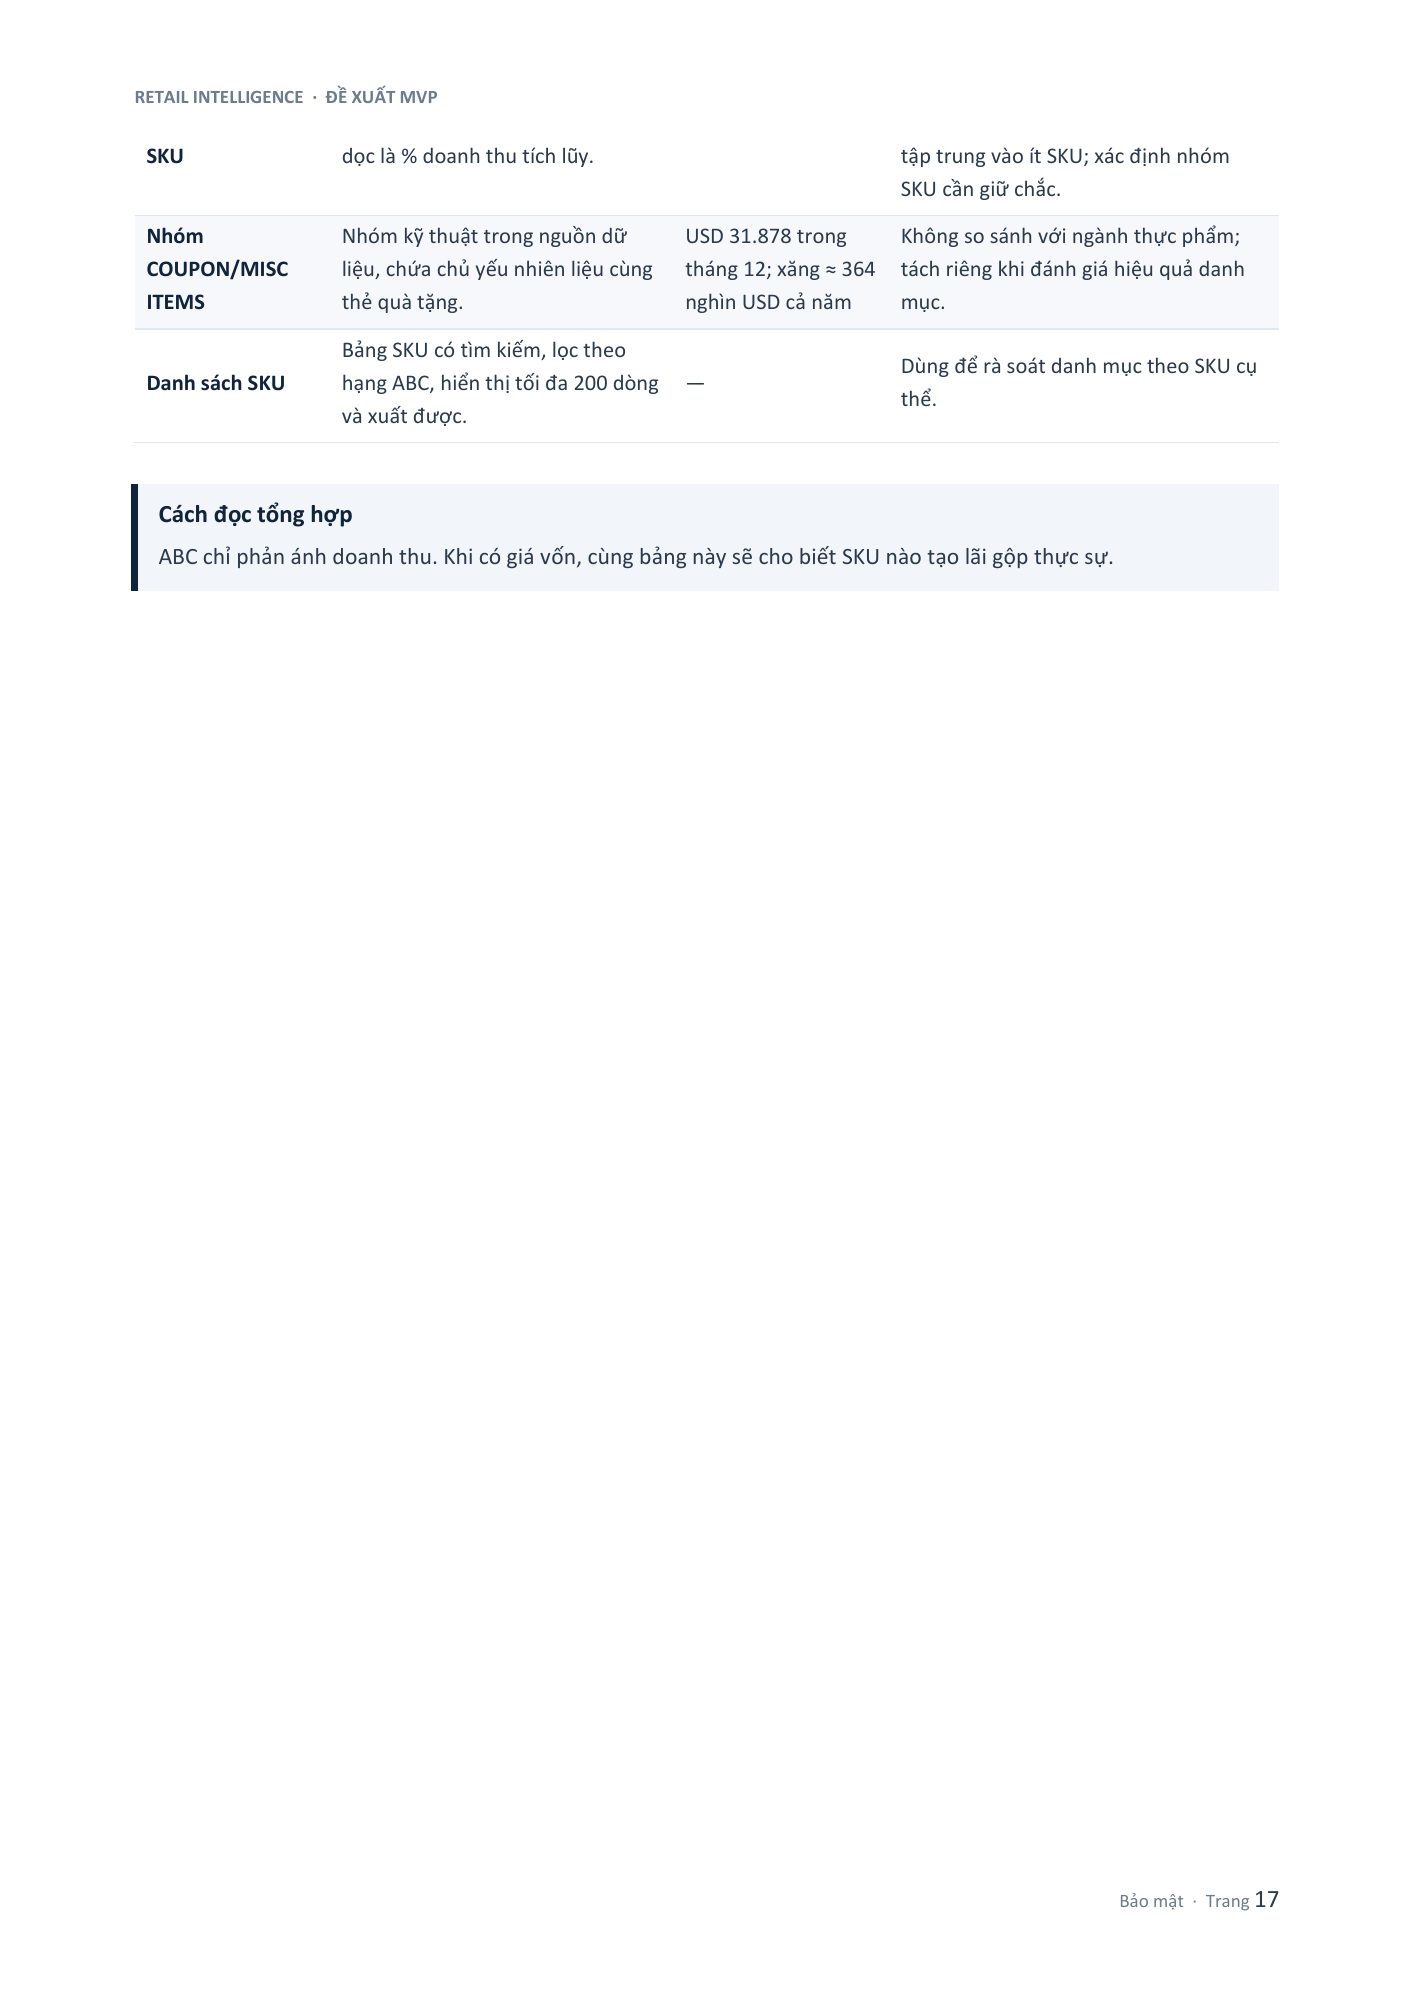 RETAIL INTELLIGENCE · ĐỀ XUẤT MVP
SKU
dọc là % doanh thu tích lũy.
tập trung vào ít SKU; xác định nhóm
SKU cần giữ chắc.
Nhóm
COUPON/MISC
ITEMS
Nhóm kỹ thuật trong nguồn dữ
liệu, chứa chủ yếu nhiên liệu cùng
thẻ quà tặng.
USD 31.878 trong
tháng 12; xăng ≈ 364
nghìn USD cả năm
Không so sánh với ngành thực phẩm;
tách riêng khi đánh giá hiệu quả danh
mục.
Danh sách SKU
Bảng SKU có tìm kiếm, lọc theo
hạng ABC, hiển thị tối đa 200 dòng
và xuất được.
—
Dùng để rà soát danh mục theo SKU cụ
thể.
Cách đọc tổng hợp
ABC chỉ phản ánh doanh thu. Khi có giá vốn, cùng bảng này sẽ cho biết SKU nào tạo lãi gộp thực sự.
Bảo mật · Trang 17